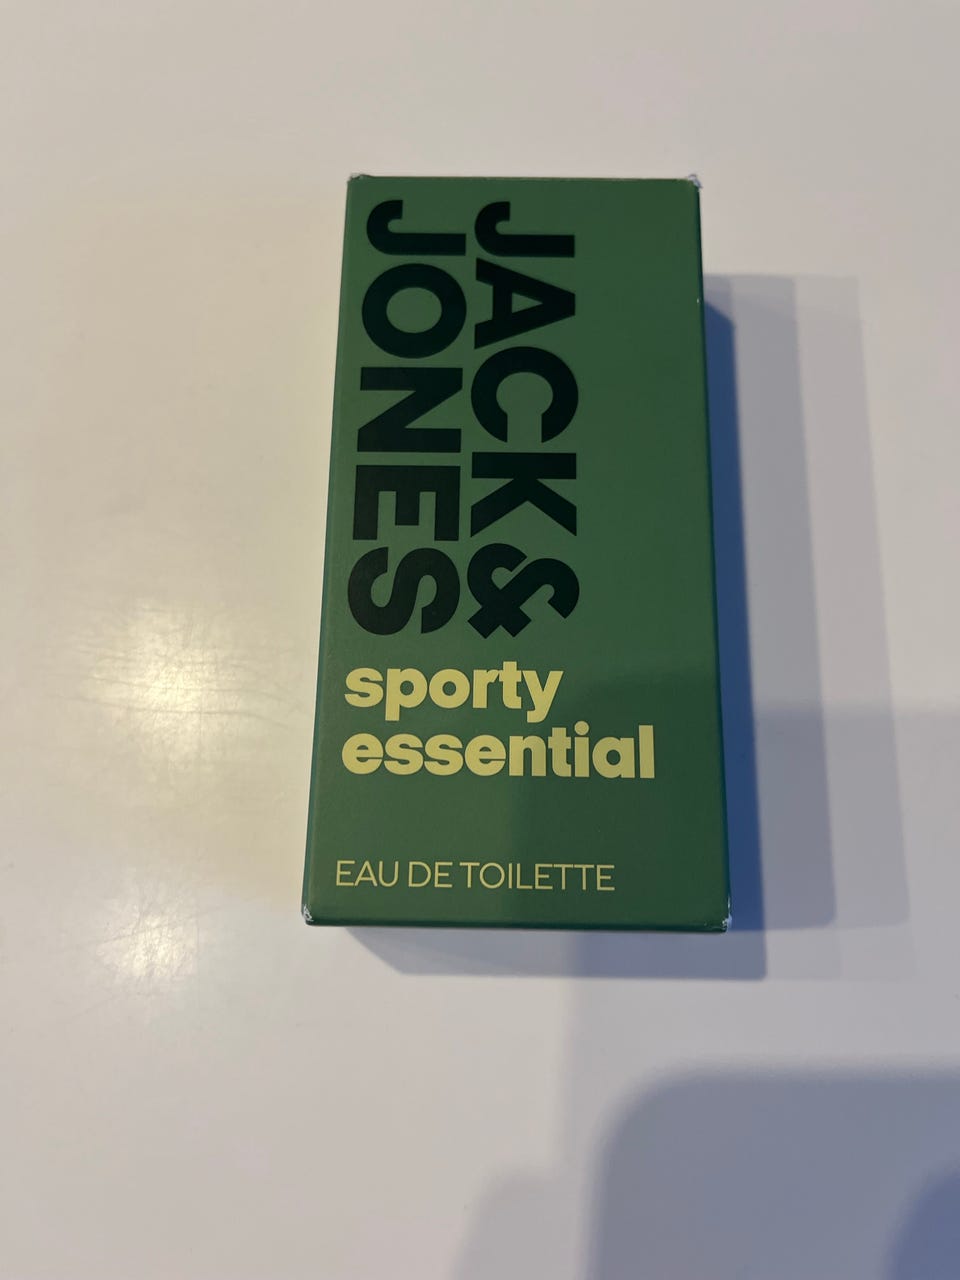 JACK&
JONES
sporty
essential
EAU DE TOILETTE